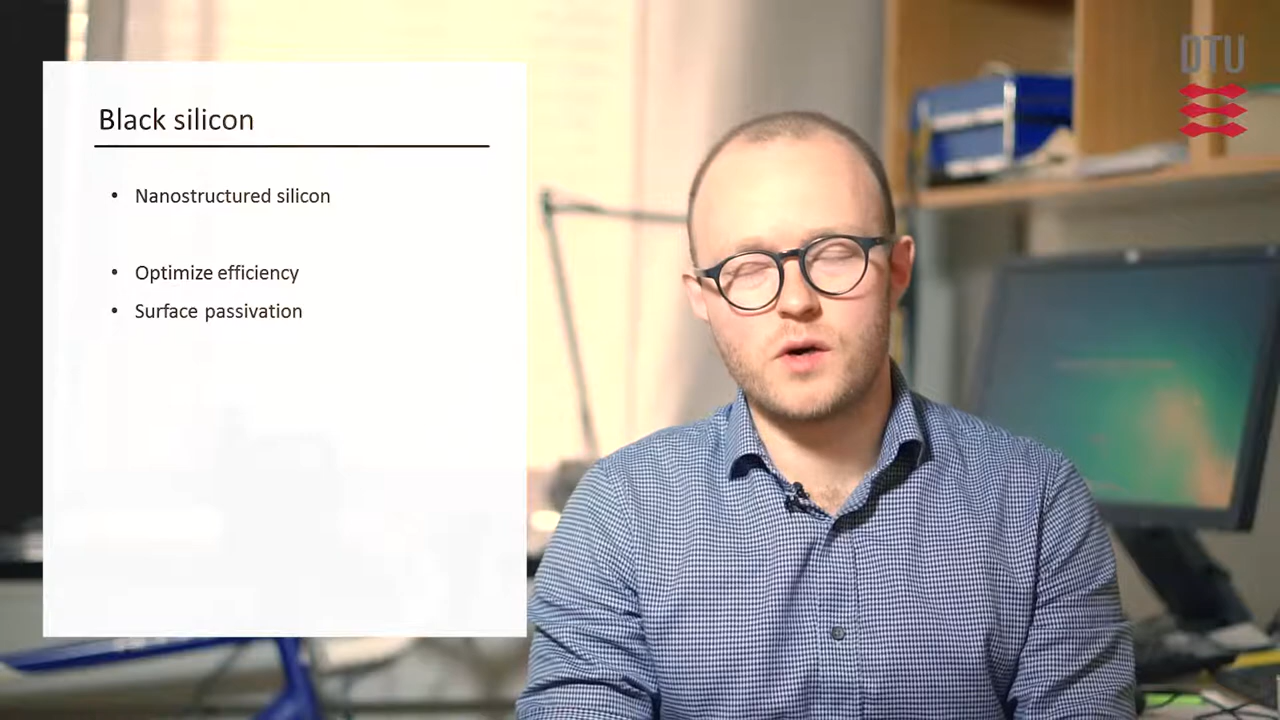 DTU
Black silicon
• Nanostructured silicon
• Optimize efficiency
• Surface passivation